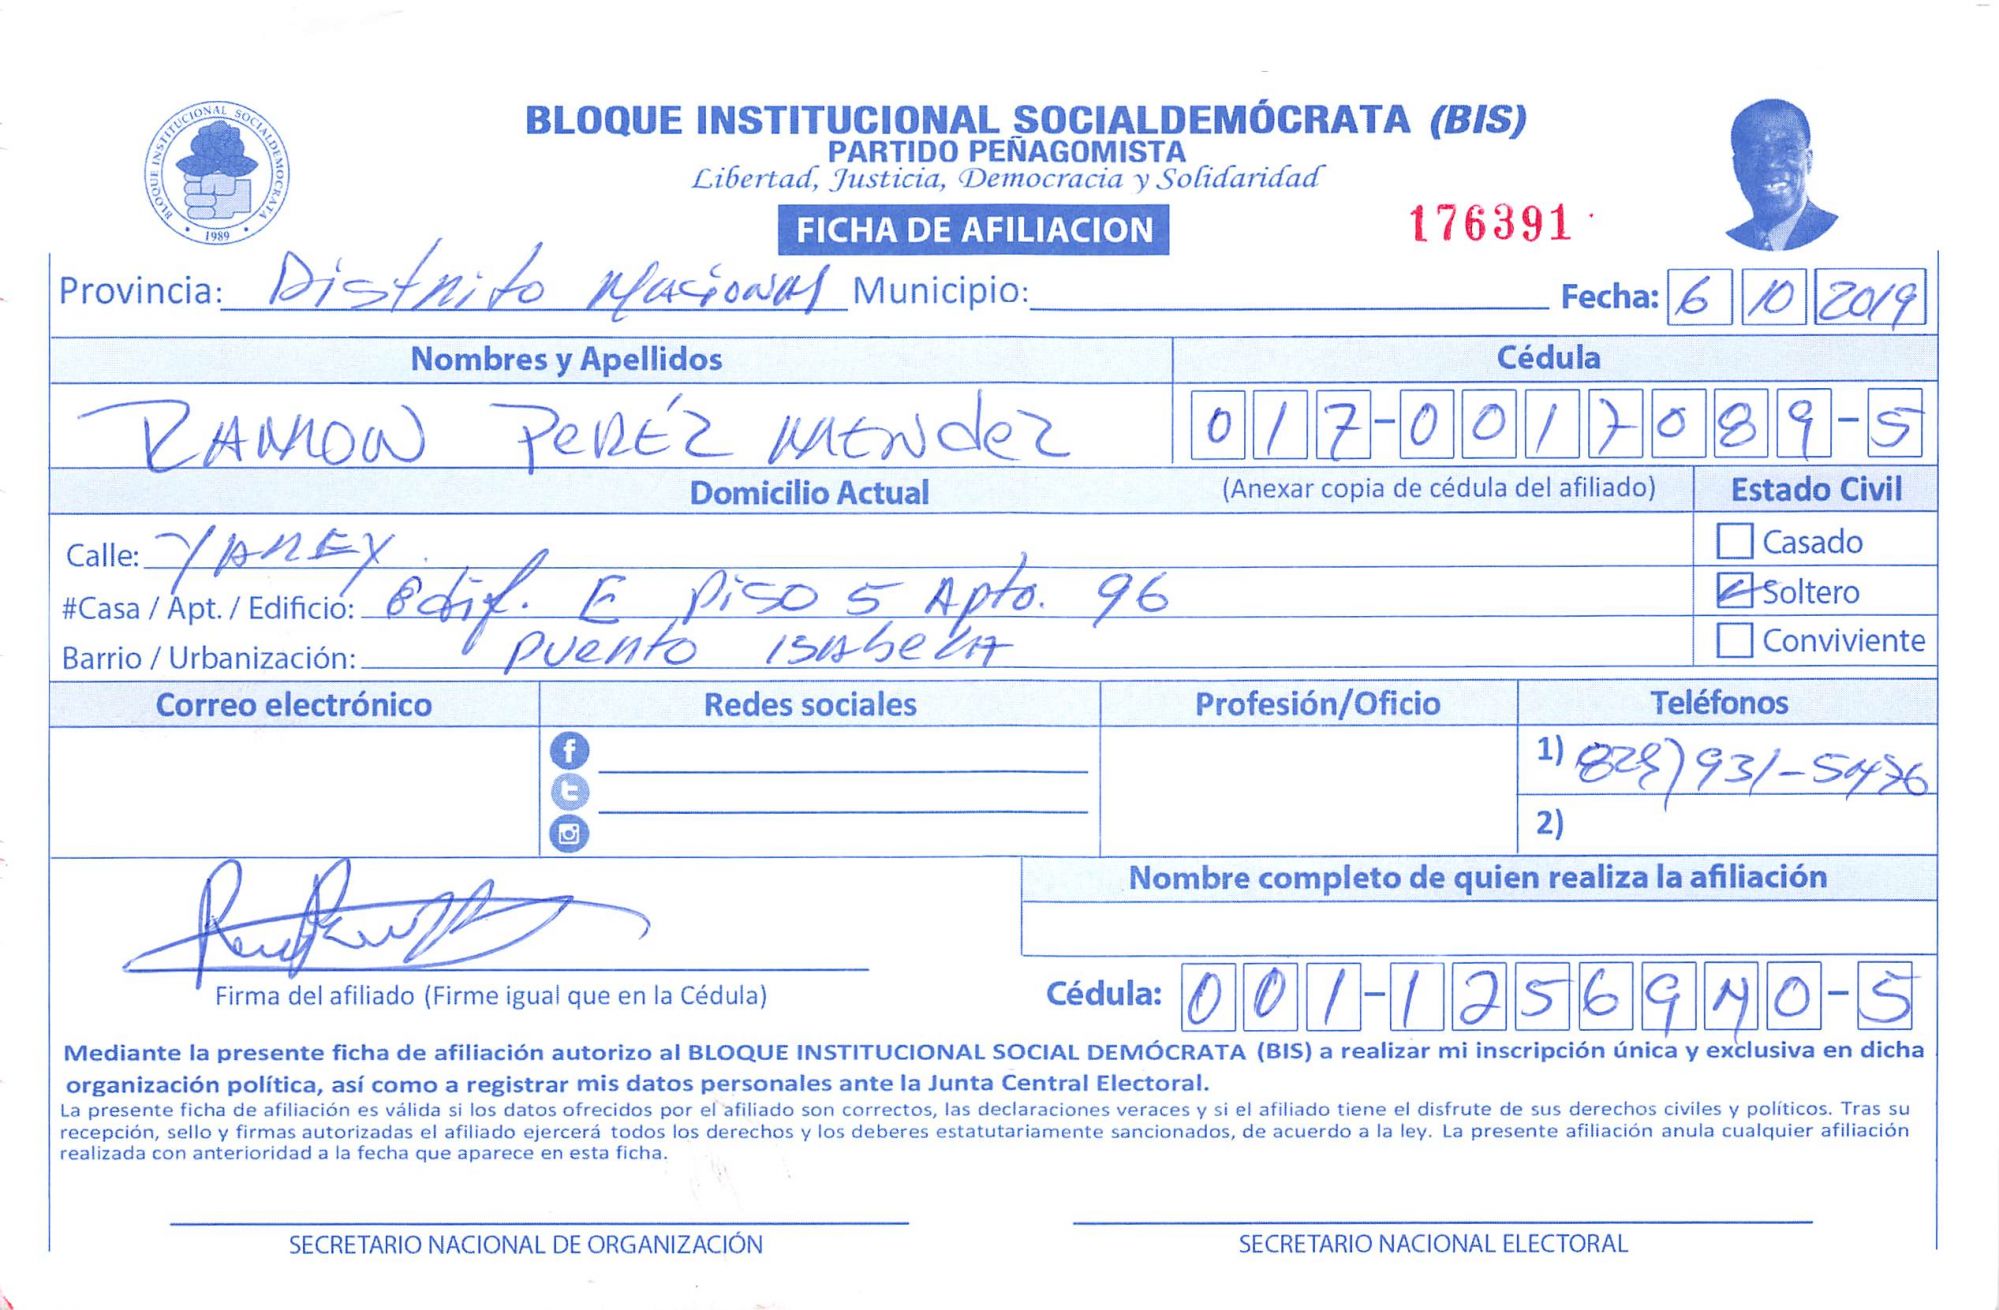 BLOQUE INSTITUCIONAL SOCIALDEMÓCRATA (BIS)
PARTIDO PEÑAGOMISTA
Libertad, Justicia, Democracia y Solidaridad
BLOQUE INSTITUCIONAL SOCIALDEMOCRATA
1989
FICHA DE AFILIACION
176391
Provincia: Distrito Nacional Municipio: Fecha: 6 10 2019
Nombres y Apellidos Cédula
RAMON PeRÉZ MENdeZ 017-0017089-5
Domicilio Actual (Anexar copia de cédula del afiliado) Estado Civil
Calle: YAREY Casado
#Casa / Apt. / Edificio: Edif. E Piso 5 Apto. 96 Soltero
Barrio / Urbanización: Puerto ISAbelA Conviviente
Correo electrónico Redes sociales Profesión/Oficio Teléfonos
1) 829) 931-5476
2)
Nombre completo de quien realiza la afiliación
Firma del afiliado (Firme igual que en la Cédula) Cédula: 001-1256940-5
Mediante la presente ficha de afiliación autorizo al BLOQUE INSTITUCIONAL SOCIAL DEMÓCRATA (BIS) a realizar mi inscripción única y exclusiva en dicha
organización política, así como a registrar mis datos personales ante la Junta Central Electoral.
La presente ficha de afiliación es válida si los datos ofrecidos por el afiliado son correctos, las declaraciones veraces y si el afiliado tiene el disfrute de sus derechos civiles y políticos. Tras su
recepción, sello y firmas autorizadas el afiliado ejercerá todos los derechos y los deberes estatutariamente sancionados, de acuerdo a la ley. La presente afiliación anula cualquier afiliación
realizada con anterioridad a la fecha que aparece en esta ficha.
SECRETARIO NACIONAL DE ORGANIZACIÓN SECRETARIO NACIONAL ELECTORAL